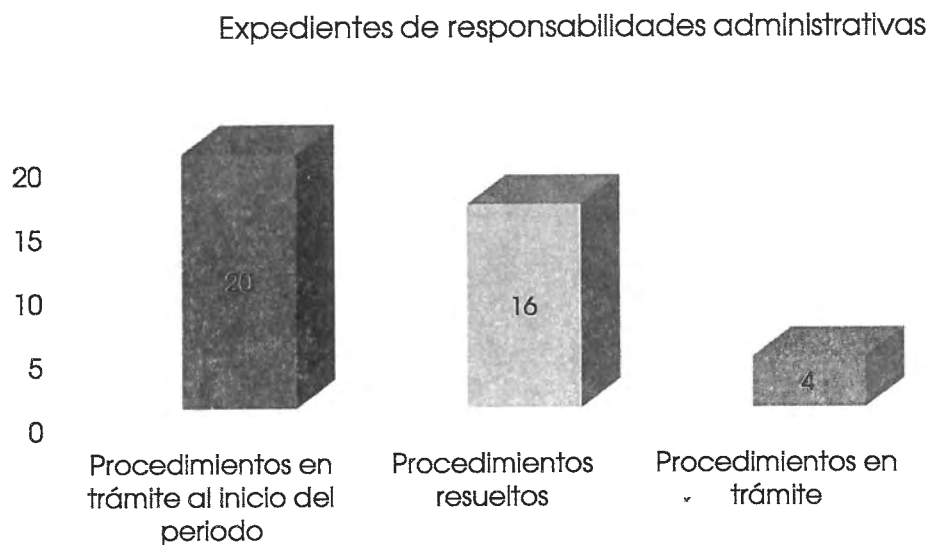 Expedientes de responsabilidades administrativas
20
15
10
5
0
20
16
4
Procedimientos en
trámite al inicio del
periodo
Procedimientos
resueltos
Procedimientos en
trámite